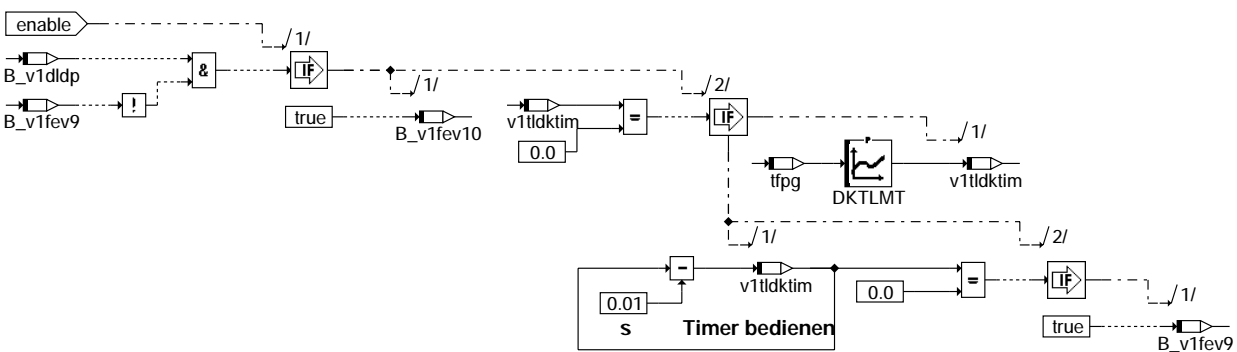 enable
/1/
B_v1dldp
&
IF
/1/
/2/
B_v1fev9
!
true
B_v1fev10
v1tldktim
=
IF
/1/
0.0
tfpg
P
DKTLMT
v1tldktim
/1/
/2/
-
v1tldktim
=
IF
/1/
0.01
0.0
s
Timer bedienen
true
B_v1fev9